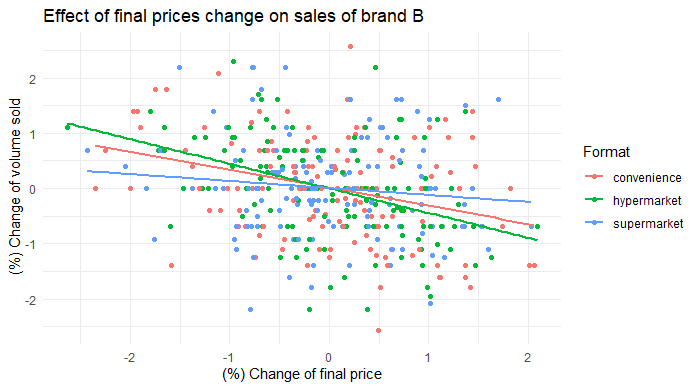 Effect of final prices change on sales of brand B
(%) Change of volume sold
2
1
0
-1
-2
-2
-1
0
1
2
(%) Change of final price
Format
convenience
hypermarket
supermarket